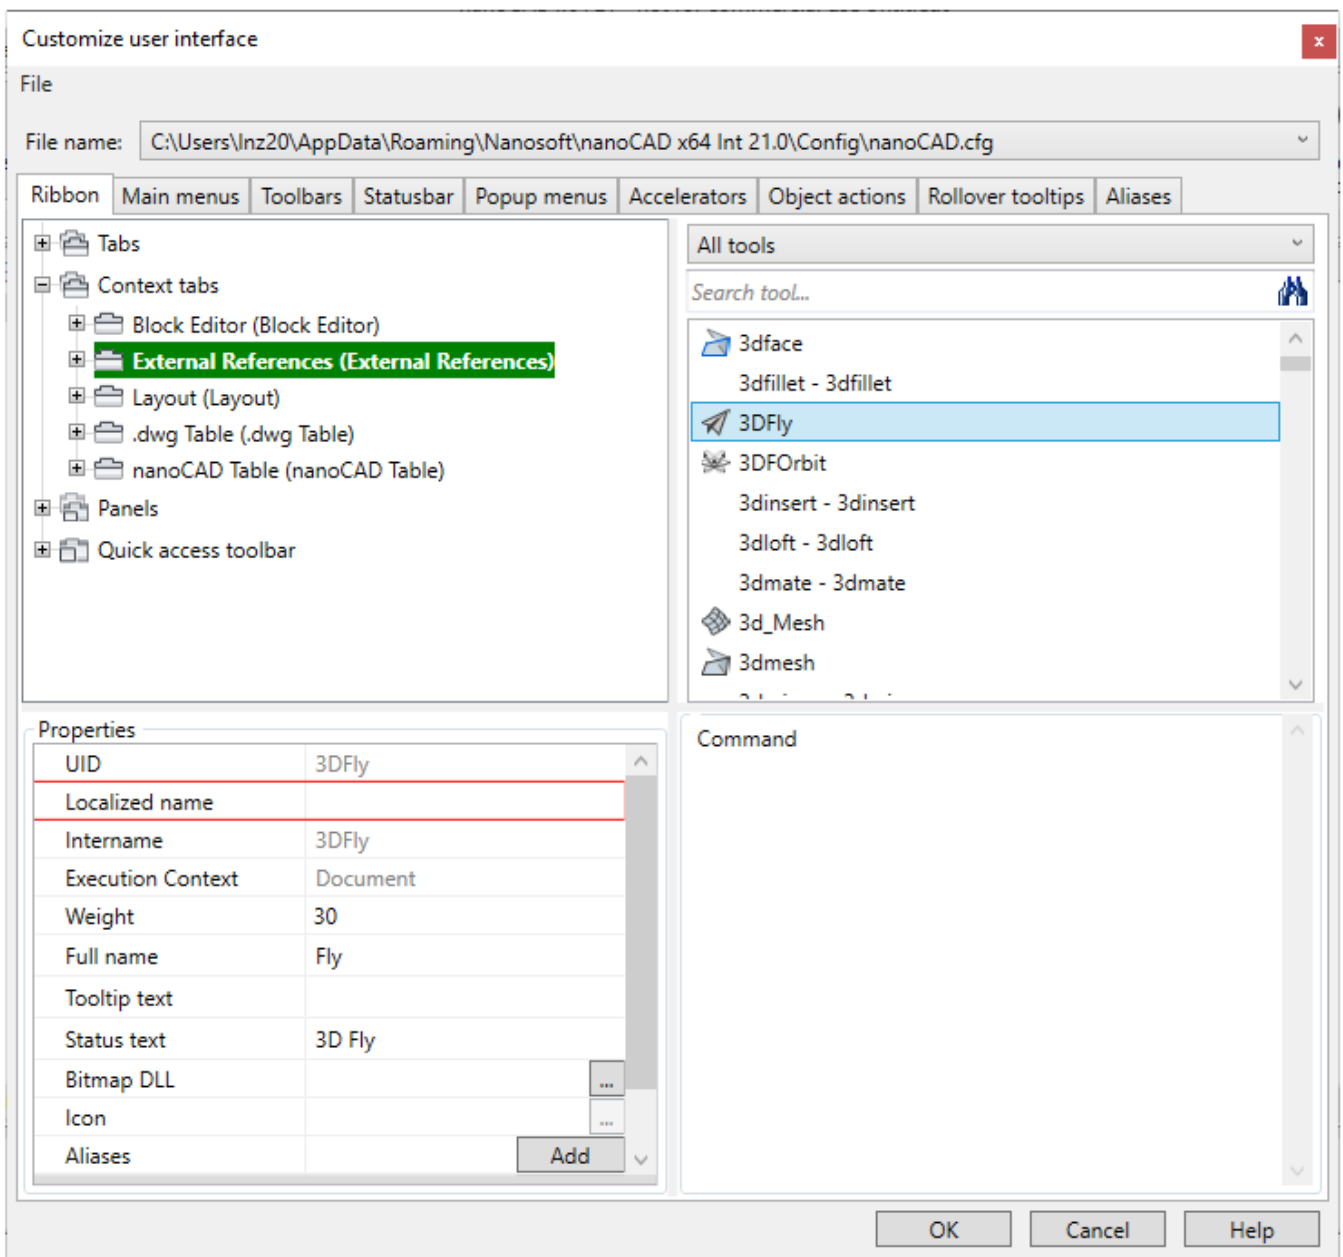 Customize user interface
x
File
File name: C:\Users\Inz20\AppData\Roaming\Nanosoft\nanoCAD x64 Int 21.0\Config\nanoCAD.cfg
Ribbon Main menus Toolbars Statusbar Popup menus Accelerators Object actions Rollover tooltips Aliases
Tabs
Context tabs
Block Editor (Block Editor)
External References (External References)
Layout (Layout)
.dwg Table (.dwg Table)
nanoCAD Table (nanoCAD Table)
Panels
Quick access toolbar
All tools
Search tool...
3dface
3dfillet - 3dfillet
3DFly
3DFOrbit
3dinsert - 3dinsert
3dloft - 3dloft
3dmate - 3dmate
3d_Mesh
3dmesh
Properties
UID 3DFly
Localized name
Intername 3DFly
Execution Context Document
Weight 30
Full name Fly
Tooltip text
Status text 3D Fly
Bitmap DLL ...
Icon ...
Aliases Add
Command
OK Cancel Help